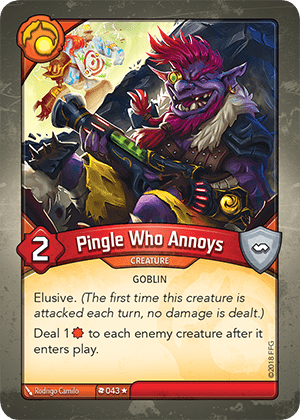 Pingle Who Annoys
2
CREATURE
GOBLIN
Elusive. (The first time this creature is
attacked each turn, no damage is dealt.)
Deal 1 to each enemy creature after it
enters play.
©2018 FFG
Rodrigo Camilo
043